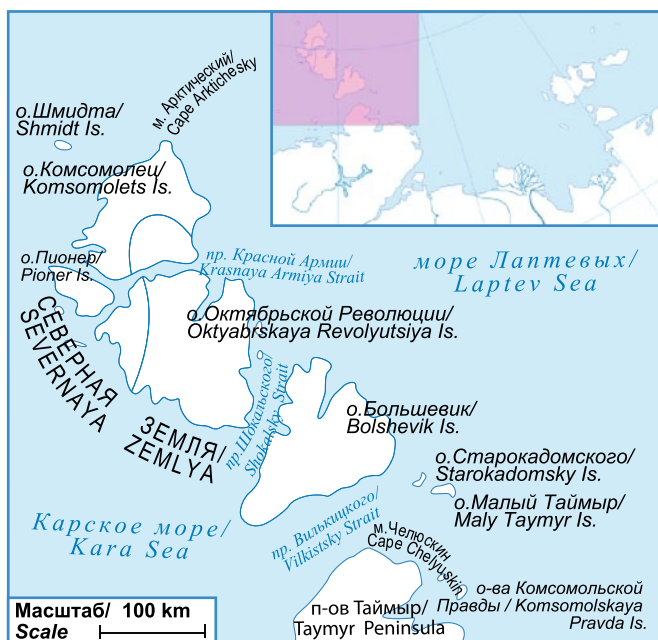 м. Арктический/
Cape Arktichesky
о.Шмидта/
Shmidt Is.
о.Комсомолец/
Komsomolets Is.
о.Пионер/
Pioner Is.
пр. Красной Армии/
Krasnaya Armiya Strait
море Лаптевых/
Laptev Sea
о.Октябрьской Революции/
Oktyabrskaya Revolyutsiya Is.
СЕВЕРНАЯ
SEVERNAYA
ЗЕМЛЯ/
ZEMLYA
пр.Шокальского/
Shokalsky Strait
о.Большевик/
Bolshevik Is.
о.Старокадомского/
Starokadomsky Is.
о.Малый Таймыр/
Maly Taymyr Is.
Карское море/
Kara Sea
пр. Вилькицкого/
Vilkistsky Strait
м.Челюскин
Cape Chelyuskin
о-ва Комсомольской
Правды / Komsomolskaya
Pravda Is.
п-ов Таймыр/
Taymyr Peninsula
Масштаб/ 100 km
Scale